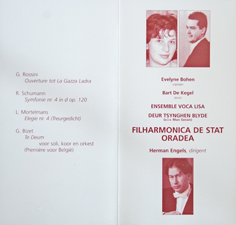 G. Rossini
Ouverture tot La Gazza Ladra
R. Schumann
Symfonie nr. 4 in d op. 120
L. Mortelmans
Elegie nr. 4 (Treurgedicht)
G. Bizet
Te Deum
voor soli, koor en orkest
(Première voor België)
Evelyne Bohen
Bart De Kegel
ENSEMBLE VOCA LISA
DEUR TSYNGHEN BLYDE
FILHARMONICA DE STAT
ORADEA
Herman Engels, dirigent